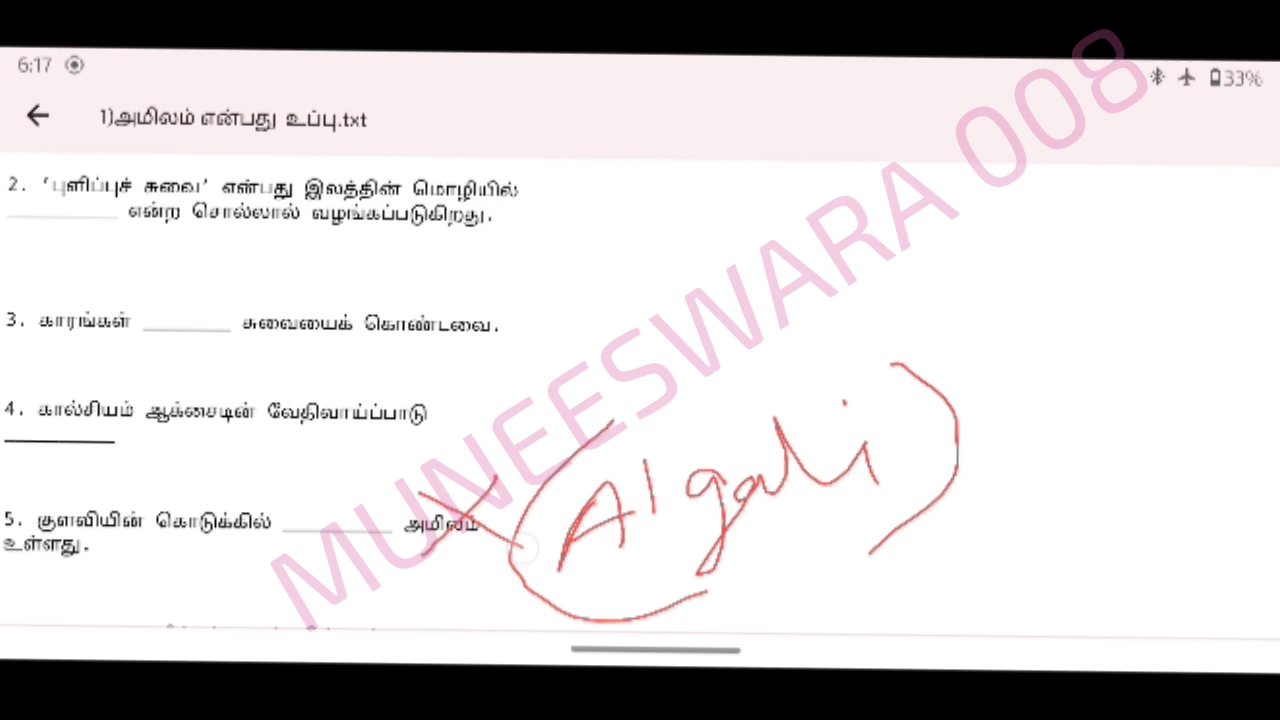 6:17
33%
1)அமிலம் என்பது உப்பு.txt
2. ‘புளிப்புச் சுவை’ என்பது இலத்தின் மொழியில்
________ என்ற சொல்லால் வழங்கப்படுகிறது.
3. காரங்கள் ________ சுவையைக் கொண்டவை.
4. கால்சியம் ஆக்சைடின் வேதிவாய்ப்பாடு
________
5. குளவியின் கொடுக்கில் ________ அமிலம்
உள்ளது.
(Algali)
MUNEESWARA 008